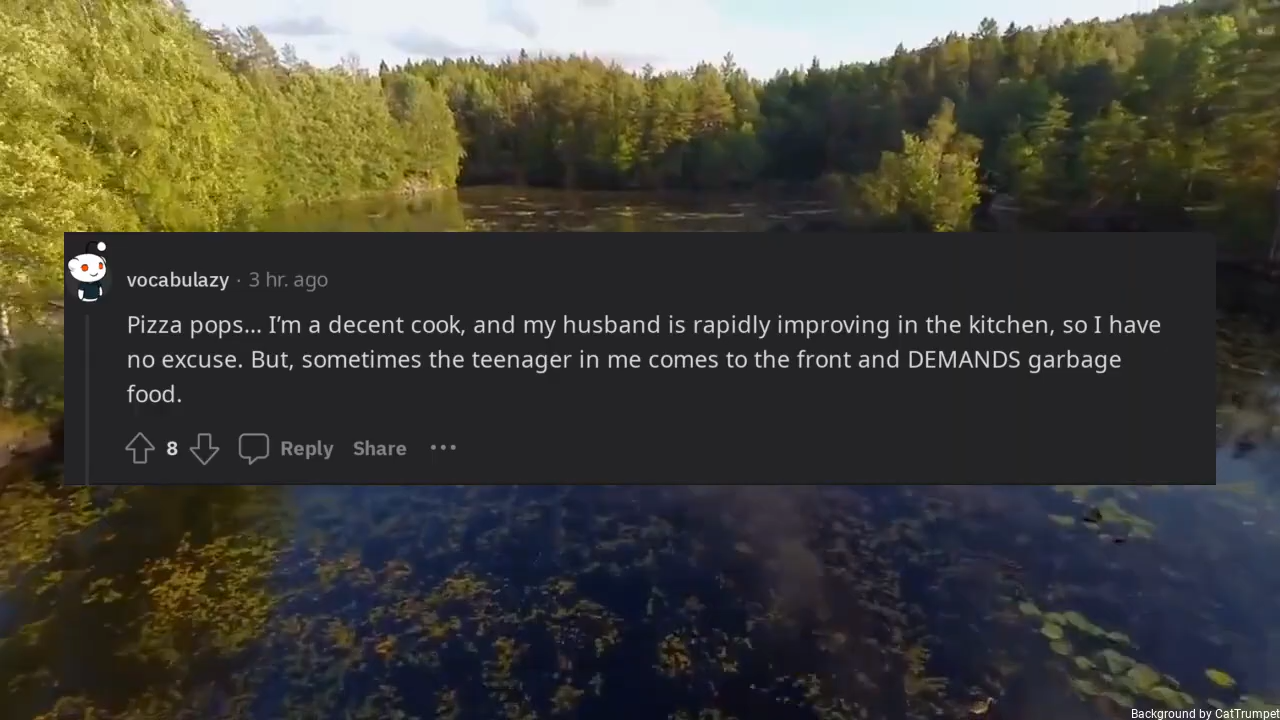 vocabulazy · 3 hr. ago
Pizza pops... I’m a decent cook, and my husband is rapidly improving in the kitchen, so I have
no excuse. But, sometimes the teenager in me comes to the front and DEMANDS garbage
food.
8 Reply Share ···
Background by CatTrumpet